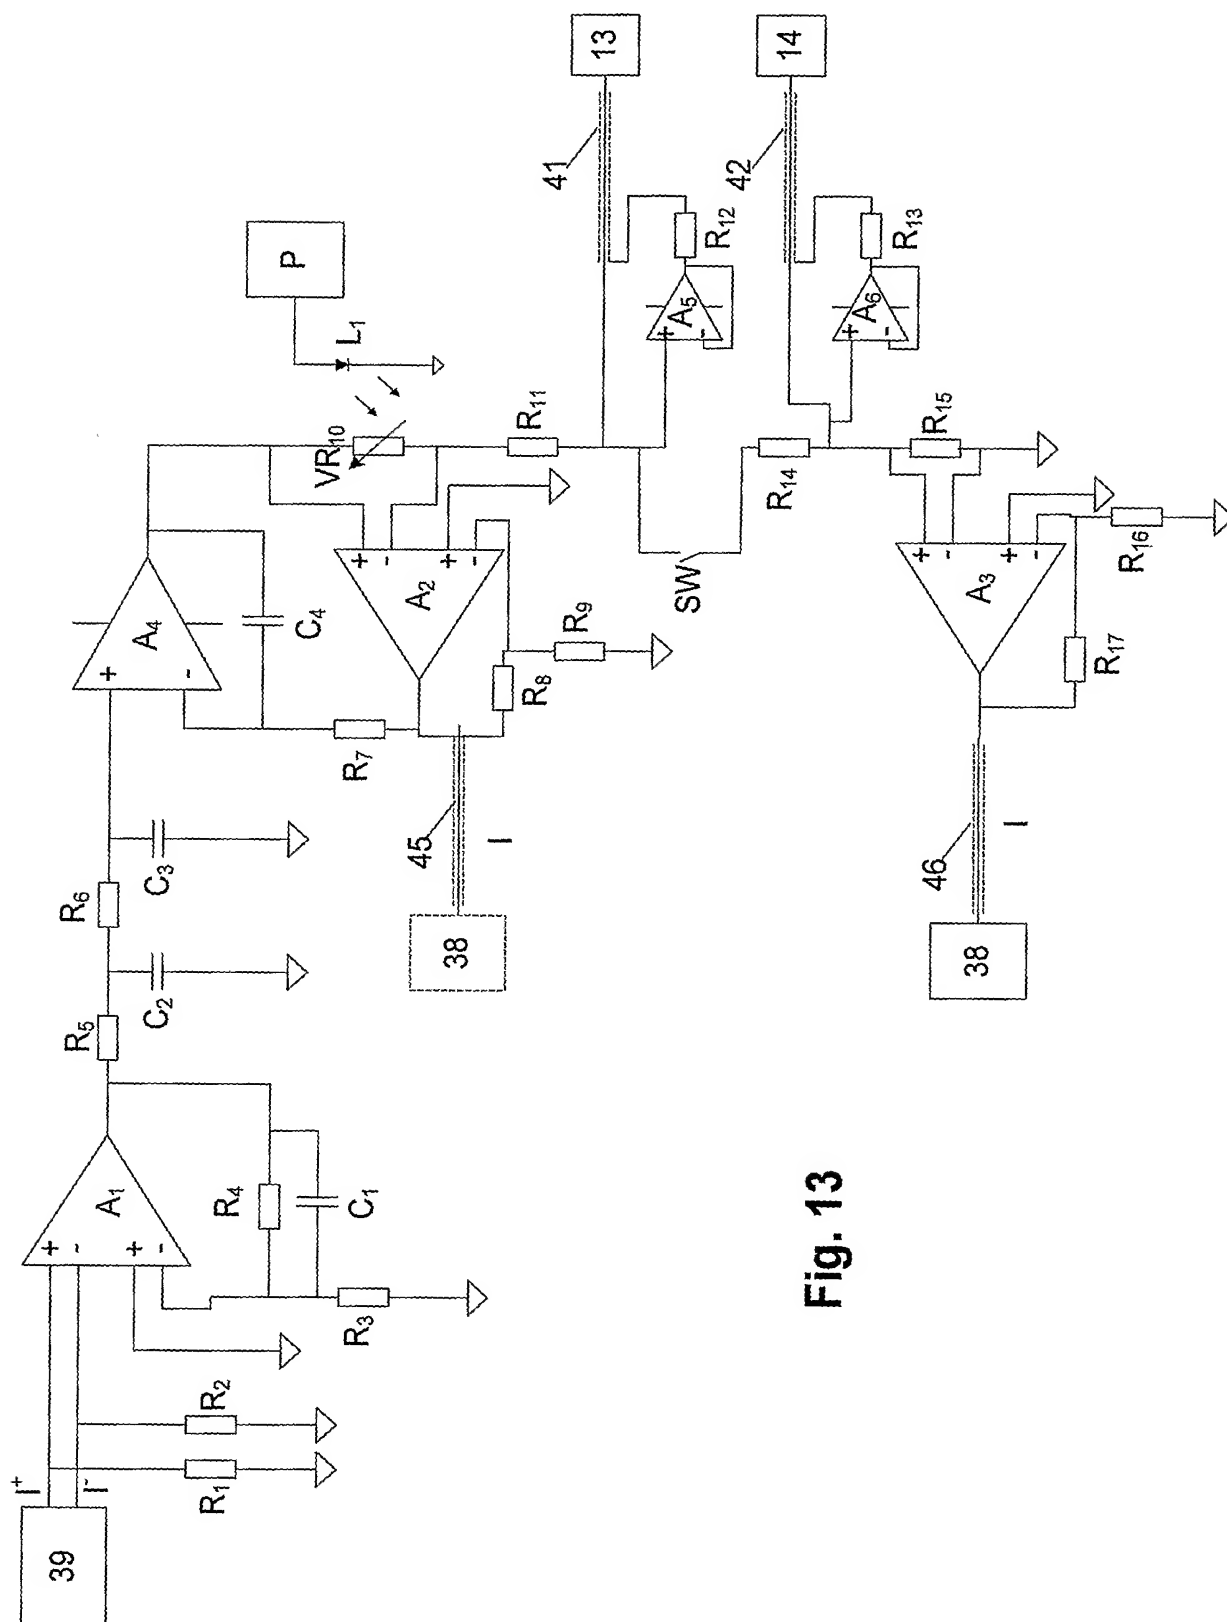 39
I⁺
I⁻
R₁
R₂
+
-
+
-
A₁
R₃
R₄
C₁
R₅
C₂
R₆
C₃
+
-
A₄
C₄
R₇
38
45
I
A₂
+
-
+
-
R₈
R₉
VR₁₀
L₁
P
R₁₁
41
13
+
-
A₅
R₁₂
SW
R₁₄
42
14
+
-
A₆
R₁₃
R₁₅
+
-
+
-
A₃
R₁₆
R₁₇
46
I
38
Fig. 13